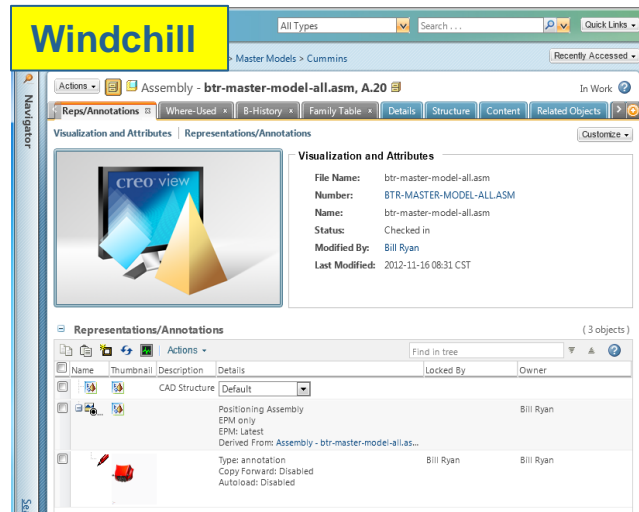 Windchill
All Types
Search . . .
Quick Links
> Master Models > Cummins
Recently Accessed
Navigator
Actions
Assembly - btr-master-model-all.asm, A.20
In Work
Reps/Annotations
Where-Used
B-History
Family Table
Details
Structure
Content
Related Objects
Visualization and Attributes | Representations/Annotations
Customize
creo view
Visualization and Attributes
File Name: btr-master-model-all.asm
Number: BTR-MASTER-MODEL-ALL.ASM
Name: btr-master-model-all.asm
Status: Checked in
Modified By: Bill Ryan
Last Modified: 2012-11-16 08:31 CST
Representations/Annotations
( 3 objects )
Actions
Find in tree
Name Thumbnail Description Details Locked By Owner
CAD Structure Default
Positioning Assembly Bill Ryan
EPM only
EPM: Latest
Derived From: Assembly - btr-master-model-all.as...
Type: annotation Bill Ryan Bill Ryan
Copy Forward: Disabled
Autoload: Disabled